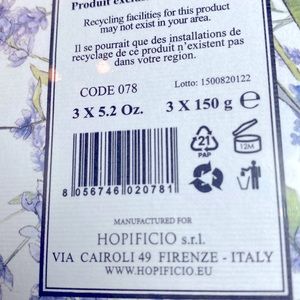 Produit exclus
Recycling facilities for this product
may not exist in your area.
Il se pourrait que des installations de
recyclage de ce produit n'existent pas
dans votre région.
CODE 078
Lotto: 1500820122
3 X 5.2 Oz.
3 X 150 g e
21
PAP
12M
8 056746 020781
MANUFACTURED FOR
HOPIFICIO s.r.l.
VIA CAIROLI 49 FIRENZE - ITALY
WWW.HOPIFICIO.EU